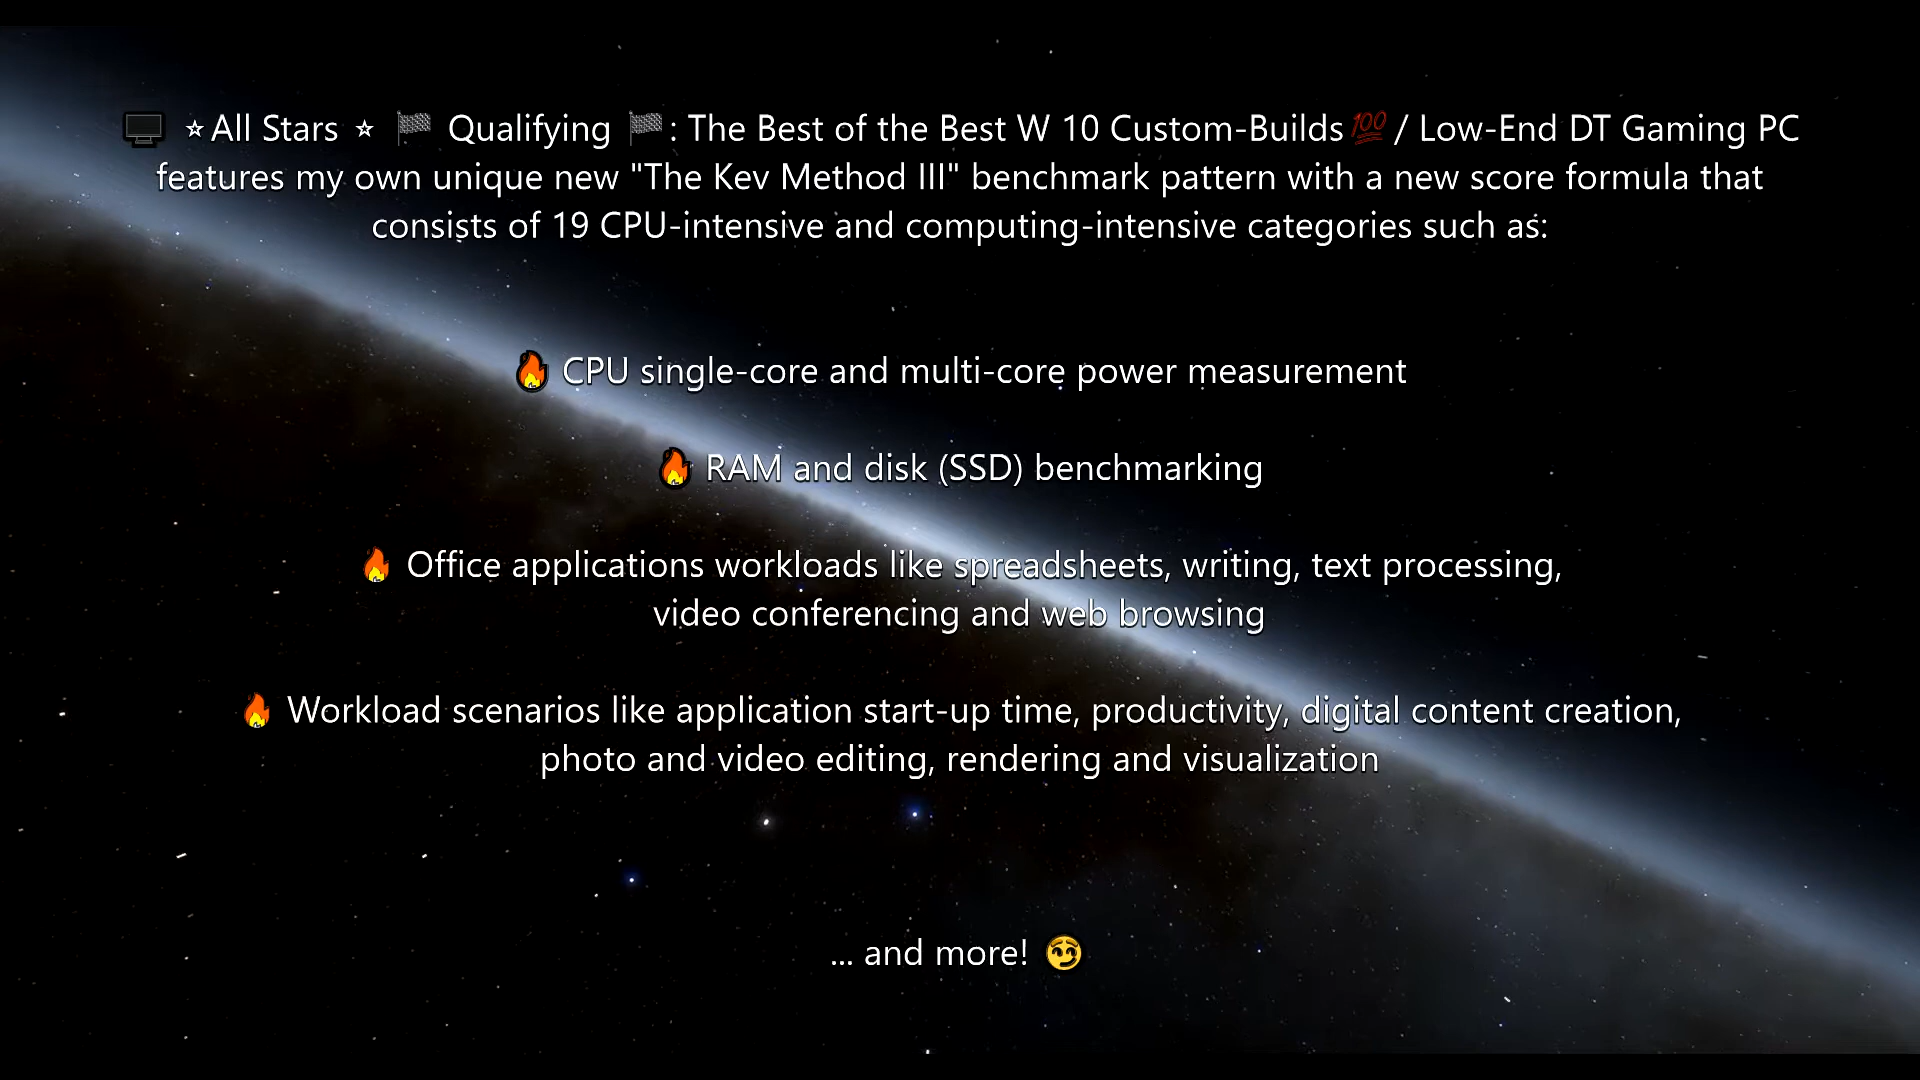 🖥 ⭐All Stars ⭐ 🏁 Qualifying 🏁: The Best of the Best W 10 Custom-Builds💯/ Low-End DT Gaming PC
features my own unique new "The Kev Method III" benchmark pattern with a new score formula that
consists of 19 CPU-intensive and computing-intensive categories such as:
🔥 CPU single-core and multi-core power measurement
🔥 RAM and disk (SSD) benchmarking
🔥 Office applications workloads like spreadsheets, writing, text processing,
video conferencing and web browsing
🔥 Workload scenarios like application start-up time, productivity, digital content creation,
photo and video editing, rendering and visualization
... and more! 😏